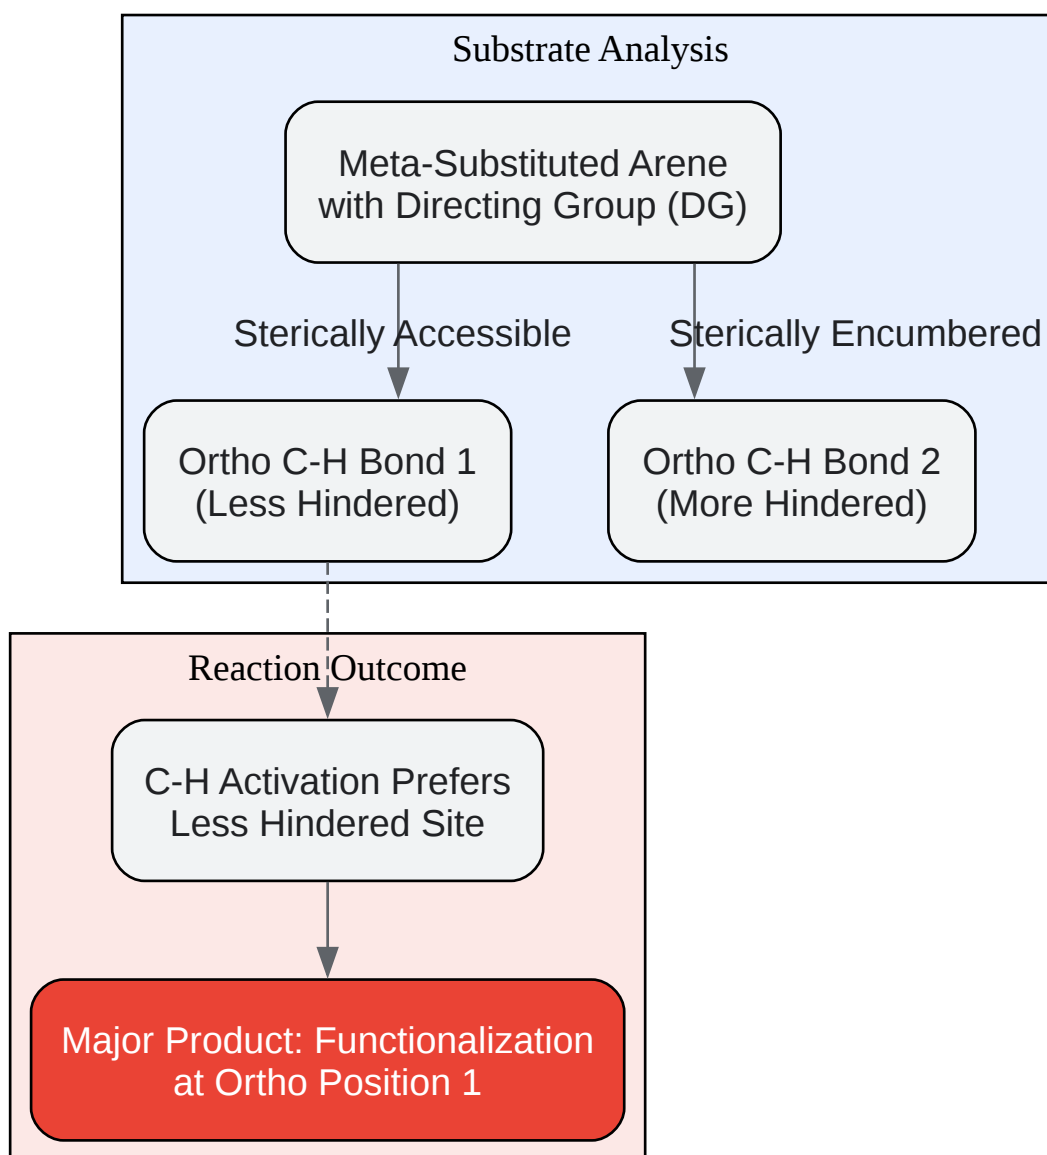 Substrate Analysis
Meta-Substituted Arene
with Directing Group (DG)
Sterically Accessible
Sterically Encumbered
Ortho C-H Bond 1
(Less Hindered)
Ortho C-H Bond 2
(More Hindered)
Reaction Outcome
C-H Activation Prefers
Less Hindered Site
Major Product: Functionalization
at Ortho Position 1